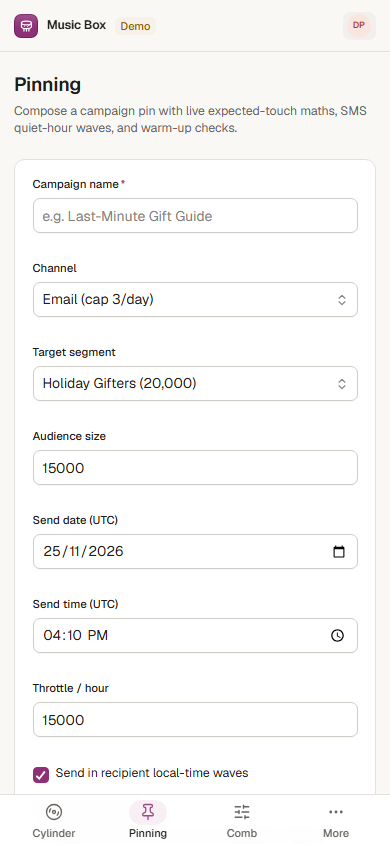 Music Box Demo DP
Pinning
Compose a campaign pin with live expected-touch maths, SMS
quiet-hour waves, and warm-up checks.
Campaign name*
e.g. Last-Minute Gift Guide
Channel
Email (cap 3/day)
Target segment
Holiday Gifters (20,000)
Audience size
15000
Send date (UTC)
25/11/2026
Send time (UTC)
04:10 PM
Throttle / hour
15000
Send in recipient local-time waves
Cylinder Pinning Comb More